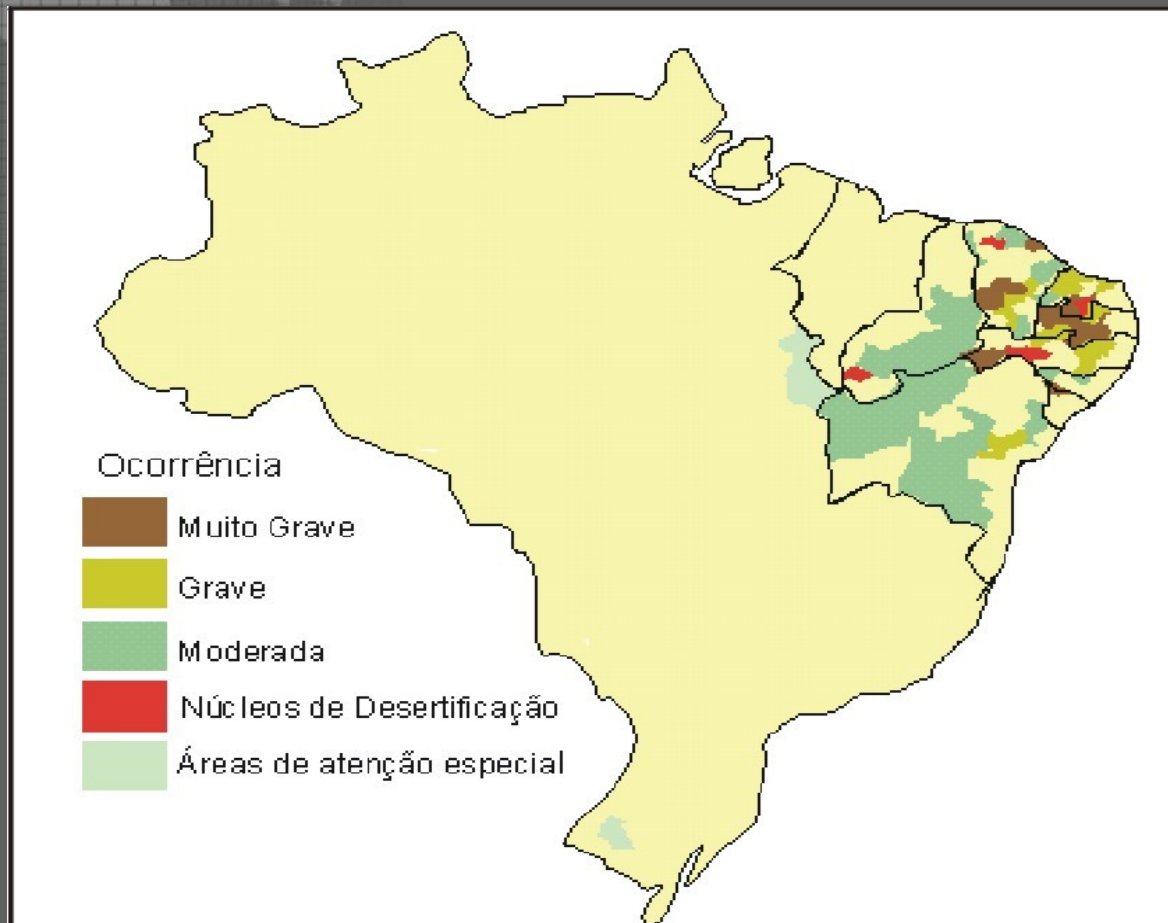 Ocorrência
Muito Grave
Grave
Moderada
Núcleos de Desertificação
Áreas de atenção especial